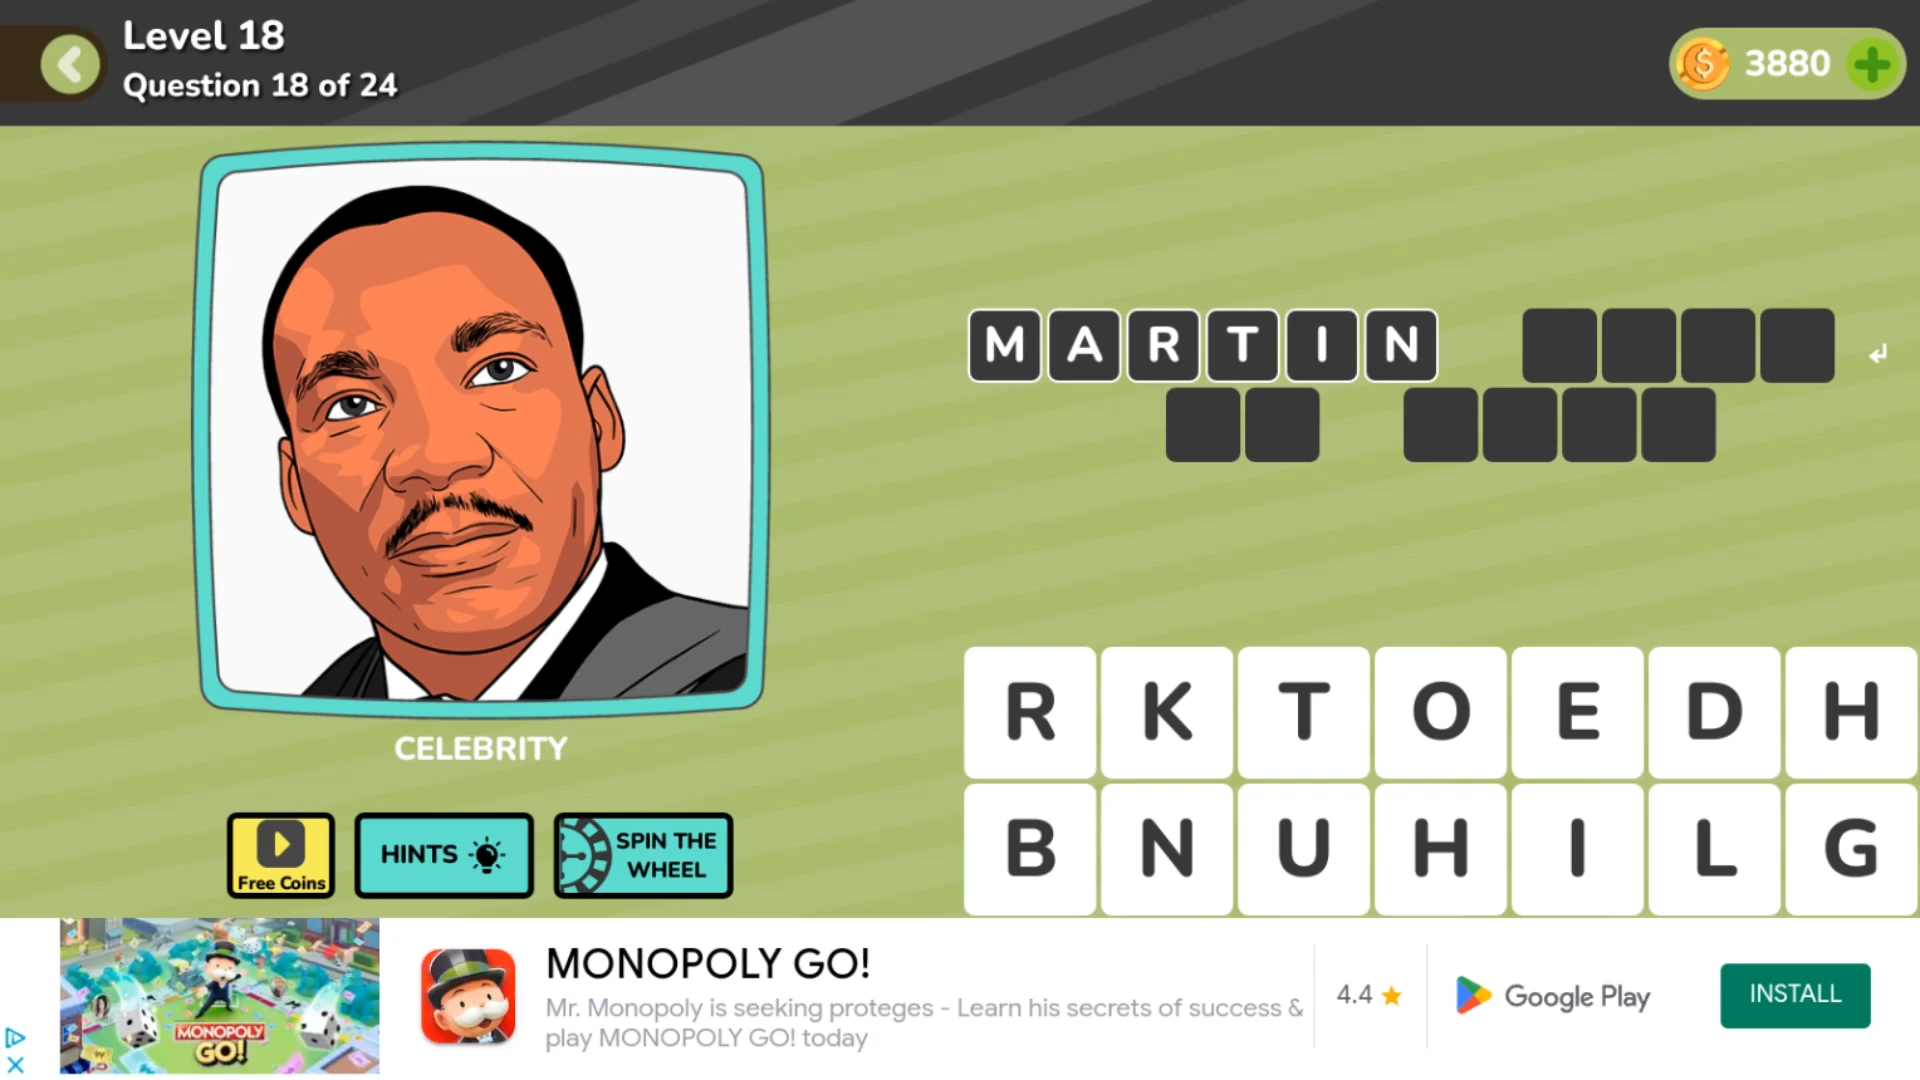 Level 18
Question 18 of 24
3880
MARTIN
CELEBRITY
Free Coins
HINTS
SPIN THE
WHEEL
R K T O E D H
B N U H I L G
MONOPOLY
GO!
MONOPOLY GO!
Mr. Monopoly is seeking proteges - Learn his secrets of success &
play MONOPOLY GO! today
4.4
Google Play
INSTALL